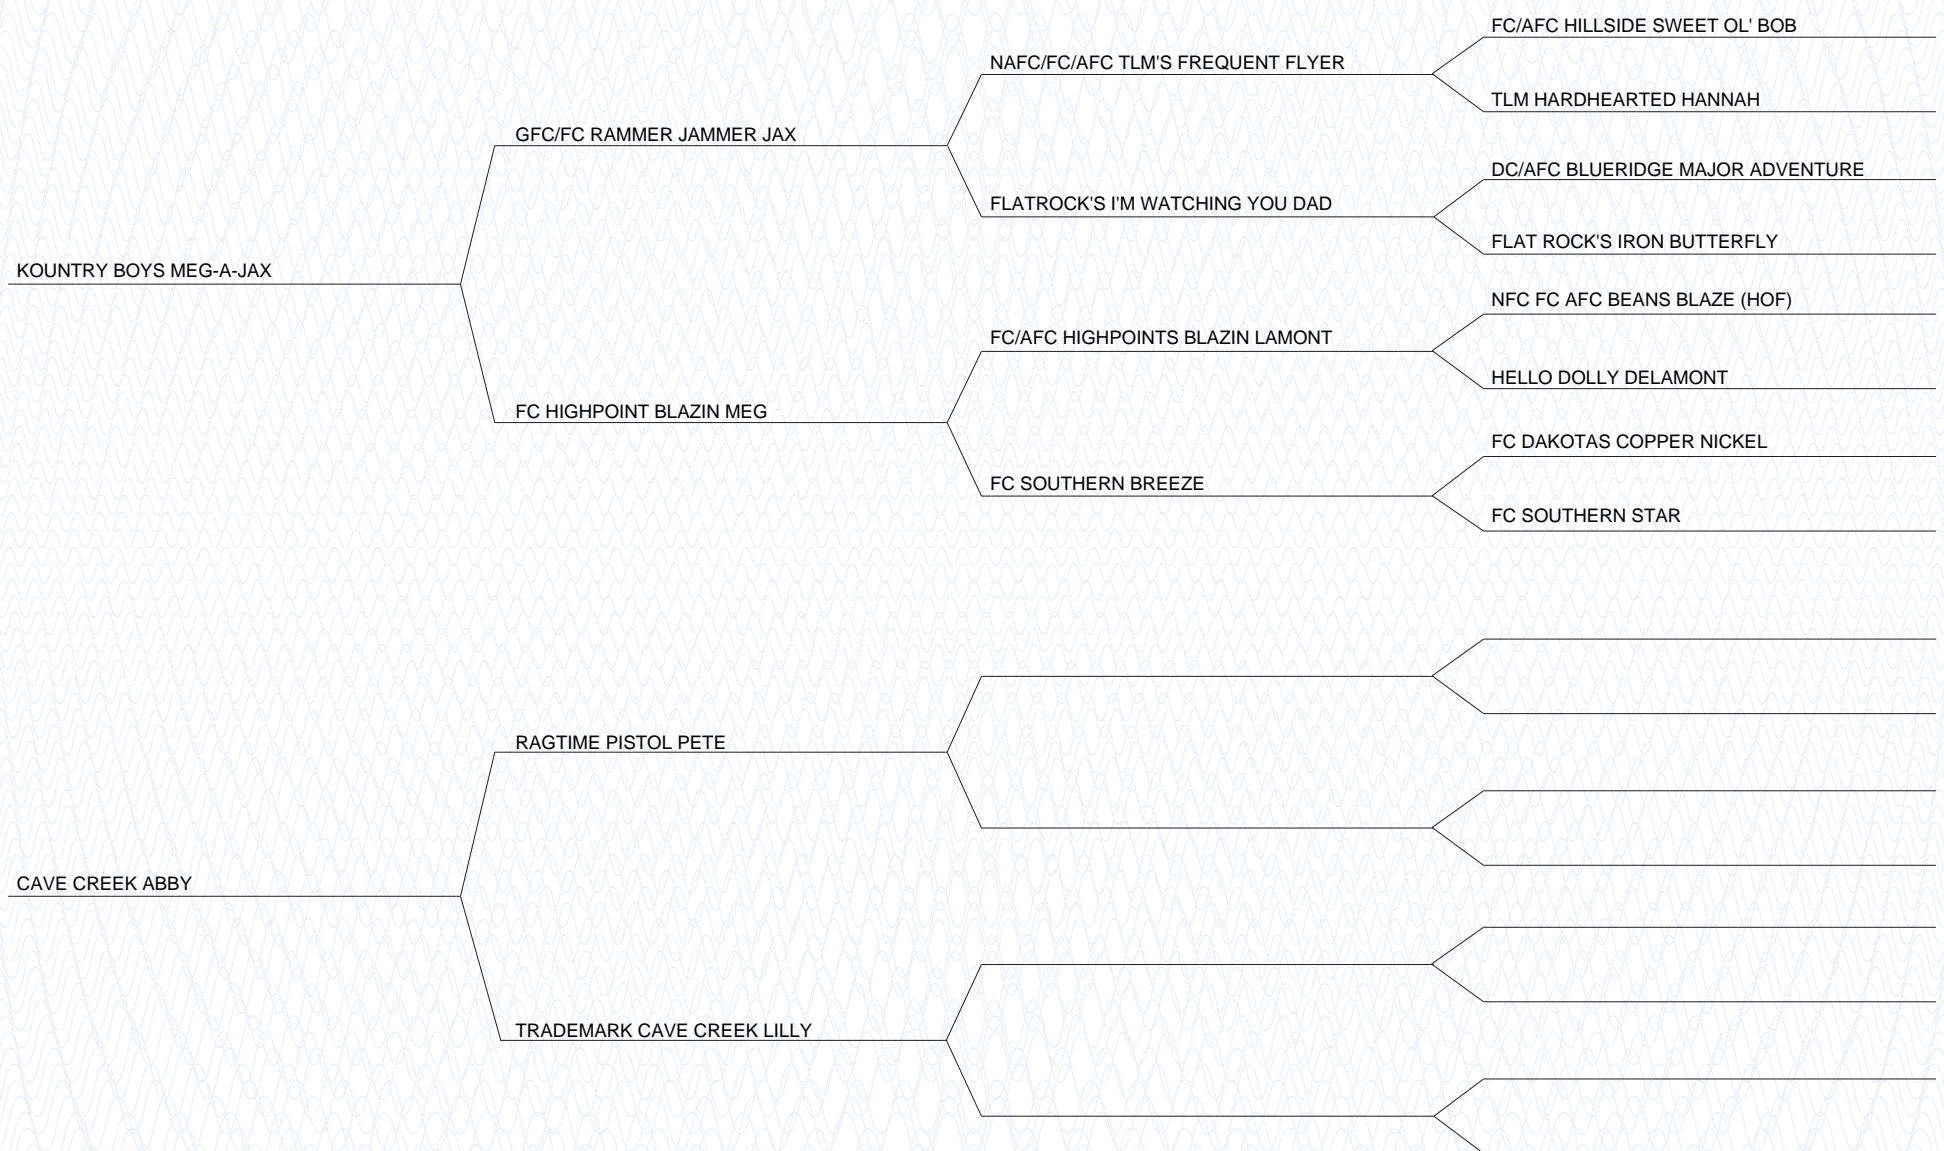 FC/AFC HILLSIDE SWEET OL' BOB
NAFC/FC/AFC TLM'S FREQUENT FLYER
TLM HARDHEARTED HANNAH
GFC/FC RAMMER JAMMER JAX
DC/AFC BLUERIDGE MAJOR ADVENTURE
FLATROCK'S I'M WATCHING YOU DAD
FLAT ROCK'S IRON BUTTERFLY
KOUNTRY BOYS MEG-A-JAX
NFC FC AFC BEANS BLAZE (HOF)
FC/AFC HIGHPOINTS BLAZIN LAMONT
HELLO DOLLY DELAMONT
FC HIGHPOINT BLAZIN MEG
FC DAKOTAS COPPER NICKEL
FC SOUTHERN BREEZE
FC SOUTHERN STAR
RAGTIME PISTOL PETE
CAVE CREEK ABBY
TRADEMARK CAVE CREEK LILLY